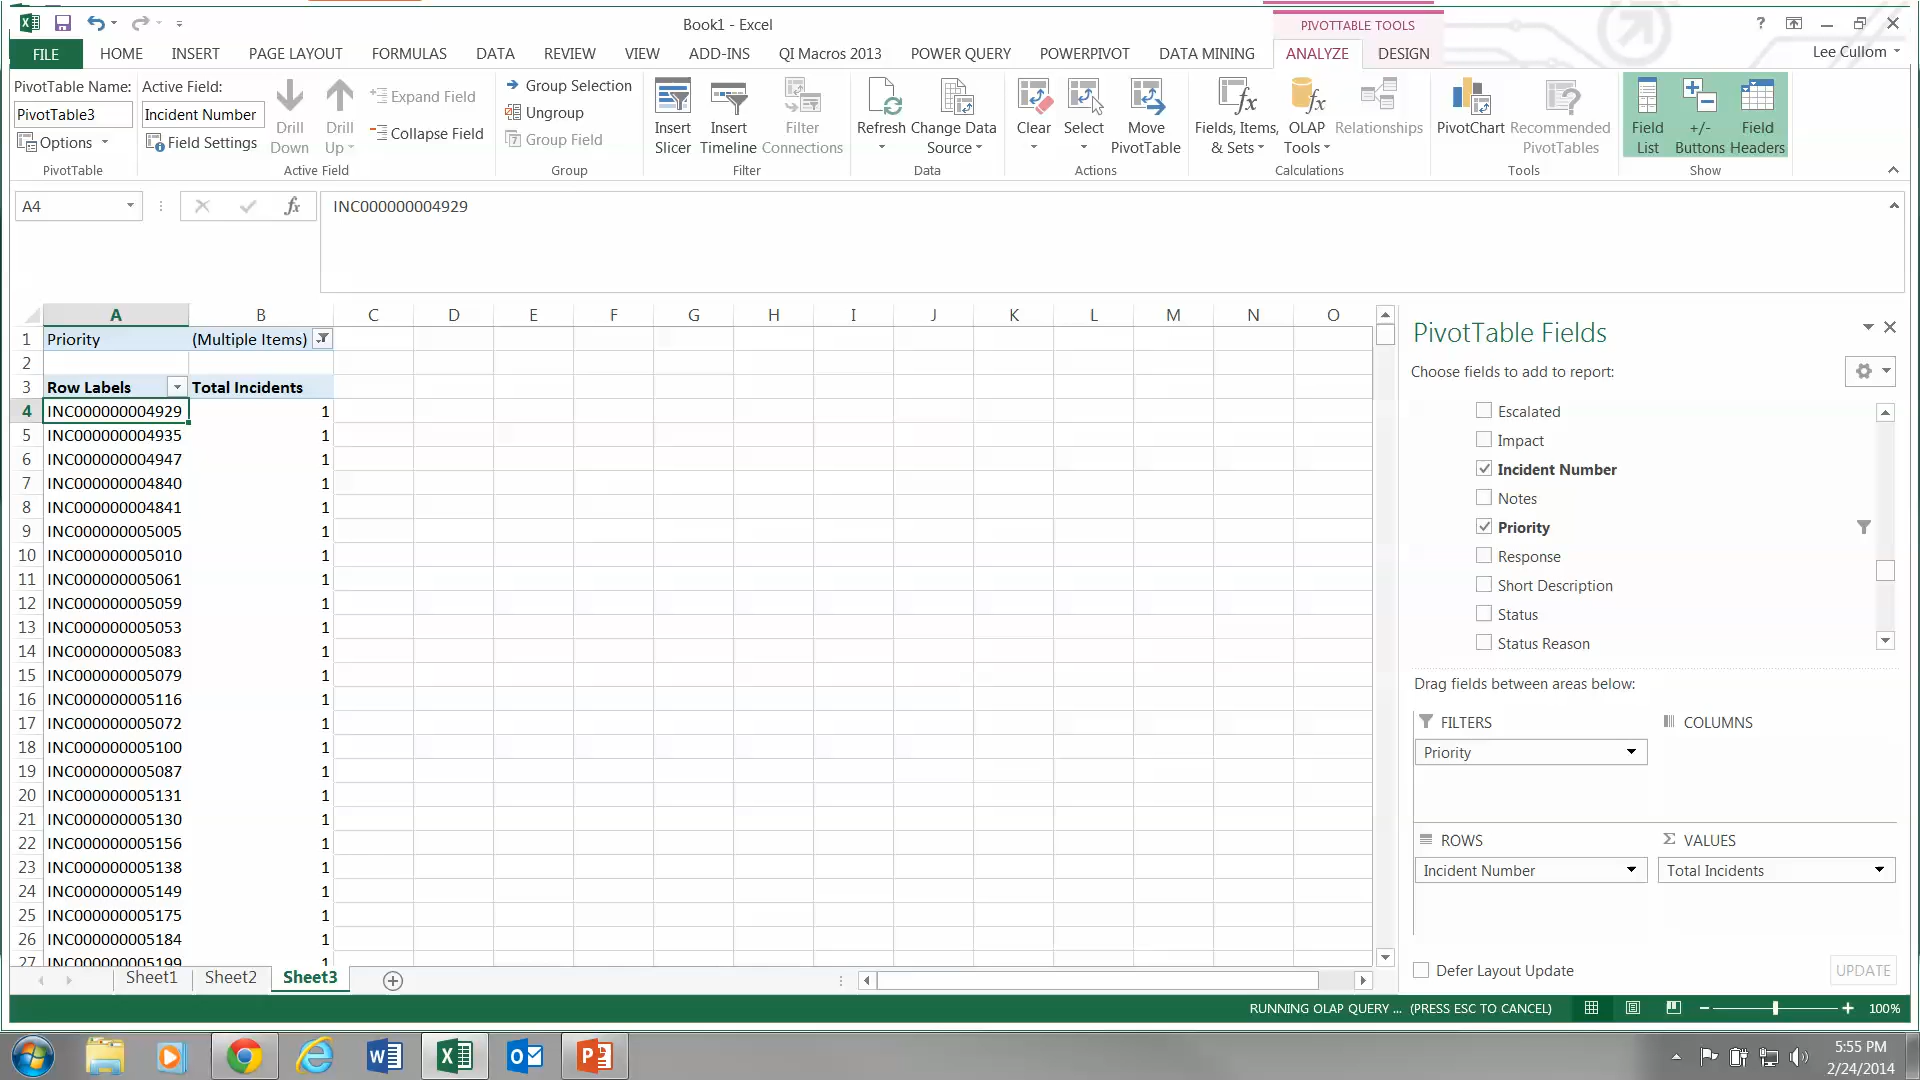 Book1 - Excel
PIVOTTABLE TOOLS
?
Lee Cullom
FILE HOME INSERT PAGE LAYOUT FORMULAS DATA REVIEW VIEW ADD-INS QI Macros 2013 POWER QUERY POWERPIVOT DATA MINING ANALYZE DESIGN
PivotTable Name:
PivotTable3
Options
PivotTable
Active Field:
Incident Number
Field Settings
Drill Down
Drill Up
Expand Field
Collapse Field
Active Field
Group Selection
Ungroup
Group Field
Group
Insert Slicer
Insert Timeline
Filter Connections
Filter
Refresh
Change Data Source
Data
Clear
Select
Move PivotTable
Actions
Fields, Items, & Sets
OLAP Tools
Relationships
Calculations
PivotChart
Recommended PivotTables
Tools
Field List
+/- Buttons
Field Headers
Show
A4 fx INC000000004929
A B C D E F G H I J K L M N O
1 Priority (Multiple Items)
2
3 Row Labels Total Incidents
4 INC000000004929 1
5 INC000000004935 1
6 INC000000004947 1
7 INC000000004840 1
8 INC000000004841 1
9 INC000000005005 1
10 INC000000005010 1
11 INC000000005061 1
12 INC000000005059 1
13 INC000000005053 1
14 INC000000005083 1
15 INC000000005079 1
16 INC000000005116 1
17 INC000000005072 1
18 INC000000005100 1
19 INC000000005087 1
20 INC000000005131 1
21 INC000000005130 1
22 INC000000005156 1
23 INC000000005138 1
24 INC000000005149 1
25 INC000000005175 1
26 INC000000005184 1
27 INC000000005199 1
PivotTable Fields
Choose fields to add to report:
Escalated
Impact
Incident Number
Notes
Priority
Response
Short Description
Status
Status Reason
Drag fields between areas below:
FILTERS
Priority
COLUMNS
ROWS
Incident Number
VALUES
Total Incidents
Defer Layout Update
UPDATE
Sheet1 Sheet2 Sheet3
RUNNING OLAP QUERY ... (PRESS ESC TO CANCEL)
100%
5:55 PM
2/24/2014